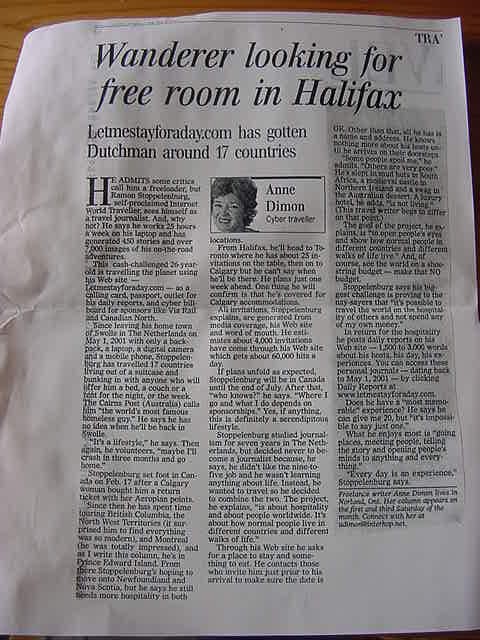 TRA'
Wanderer looking for
free room in Halifax
Letmestayforaday.com has gotten
Dutchman around 17 countries
HE ADMITS some critics
call him a freeloader, but
Ramon Stoppelenburg,
self-proclaimed Internet
World Traveller, sees himself as
a travel journalist. And, why
not? He says he works 25 hours
a week on his laptop and has
generated 450 stories and over
7,000 images of his on-the-road
adventures.
This cash-challenged 26-year
old is travelling the planet using
his Web site —
Letmestayforaday.com — as a
calling card, passport, outlet for
his daily reports, and cyber bill-
board for sponsors like Via Rail
and Canadian North.
Since leaving his home town
of Swolle in The Netherlands on
May 1, 2001 with only a back-
pack, a laptop, a digital camera
and a mobile phone, Stoppelen-
burg has travelled 17 countries
living out of a suitcase and
bunking in with anyone who will
offer him a bed, a couch or a
tent for the night, or the week.
The Cairns Post (Australia) calls
him "the world's most famous
homeless guy." He says he has
no idea when he'll be back in
Swolle.
"It's a lifestyle," he says. Then
again, he volunteers, "maybe I'll
crash in three months and go
home."
Stoppelenburg set foot in Can-
ada on Feb. 17 after a Calgary
woman bought him a return
ticket with her Aeroplan points.
Since then he has spent time
touring British Columbia, the
North West Territories (it sur-
prised him to find everything
was so modern), and Montreal
(he was totally impressed), and
as I write this column, he's in
Prince Edward Island. From
there Stoppelenburg's hoping to
move onto Newfoundland and
Nova Scotia, but he says he still
needs more hospitality in both
Anne
Dimon
Cyber traveller
locations.
From Halifax, he'll head to To-
ronto where he has about 25 in-
vitations on the table, then on to
Calgary but he can't say when
he'll be there. He plans just one
week ahead. One thing he will
confirm is that he's covered for
Calgary accommodations.
All invitations, Stoppelenburg
explains, are generated from
media coverage, his Web site
and word of mouth. He esti-
mates about 4,000 invitations
have come through his Web site
which gets about 60,000 hits a
day.
If plans unfold as expected,
Stoppelenburg will be in Canada
until the end of July. After that,
"who knows?" he says. "Where I
go and what I do depends on
sponsorships." Yes, if anything,
this is definitely a serendipitous
lifestyle.
Stoppelenburg studied journal-
ism for seven years in The Neth-
erlands, but decided never to be-
come a journalist because, he
says, he didn't like the nine-to-
five job and he wasn't learning
anything about life. Instead, he
wanted to travel so he decided
to combine the two. The project,
he explains, "is about hospitality
and about people worldwide. It's
about how normal people live in
different countries and different
walks of life."
Through his Web site he asks
for a place to stay and some-
thing to eat. He contacts those
who invite him just prior to his
arrival to make sure the date is
OK. Other than that, all he has is
a name and address. He knows
nothing more about his hosts un-
til he arrives on their doorsteps.
"Some people spoil me," he
admits. "Others are very poor."
He's slept in mud huts in South
Africa, a medieval castle in
Northern Ireland and a swag in
the Australian dessert. A luxury
hotel, he adds, "is not living."
(This travel writer begs to differ
on that point.)
The goal of the project, he ex-
plains, is "to open people's eyes
and show how normal people in
different countries and different
walks of life live." And, of
course, see the world on a shoe-
string budget — make that NO
budget.
Stoppelenburg says his big-
gest challenge is proving to the
nay-sayers that "it's possible to
travel the world on the hospital-
ity of others and not spend any
of my own money."
In return for the hospitality
he posts daily reports on his
Web site — 1,500 to 3,000 words
about his hosts, his day, his ex-
periences. You can access these
personal journals — dating back
to May 1, 2001 — by clicking
Daily Reports at
www.letmestayforaday.com.
Does he have a "most mem-
orable" experience? He says he
can give me 20, but "it's impossi-
ble to say just one."
What he enjoys most is "going
places, meeting people, telling
the story and opening people's
minds to anything and every-
thing."
"Every day is an experience,"
Stoppelenburg says.
Freelance writer Anne Dimon lives in
Norland, Ont. Her column appears on
the first and third Saturday of the
month. Connect with her at